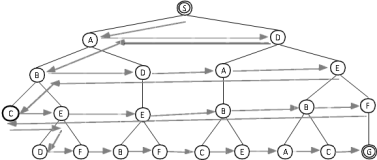 S
A D
B D A E
C E E B B F
D F B F C E A C G